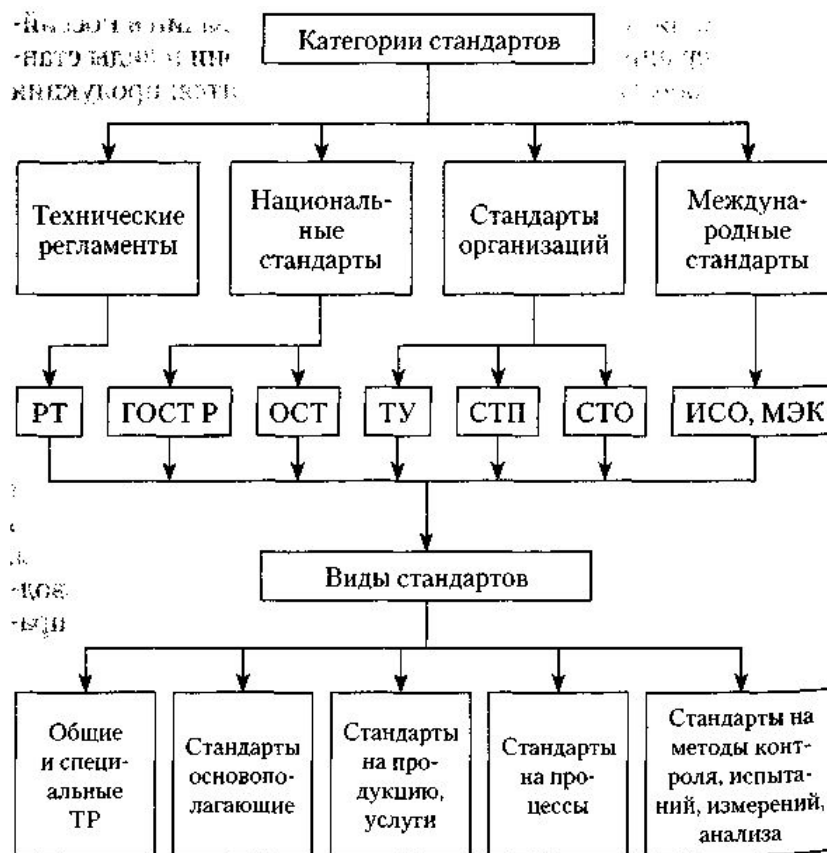 Категории стандартов
Технические
регламенты
Националь-
ные
стандарты
Стандарты
организаций
Междуна-
родные
стандарты
РТ
ГОСТ Р
ОСТ
ТУ
СТП
СТО
ИСО, МЭК
Виды стандартов
Общие
и специ-
альные
ТР
Стандарты
основопо-
лагающие
Стандарты
на про-
дукцию,
услуги
Стандарты
на про-
цессы
Стандарты на
методы конт-
роля, испыта-
ний, измерений,
анализа